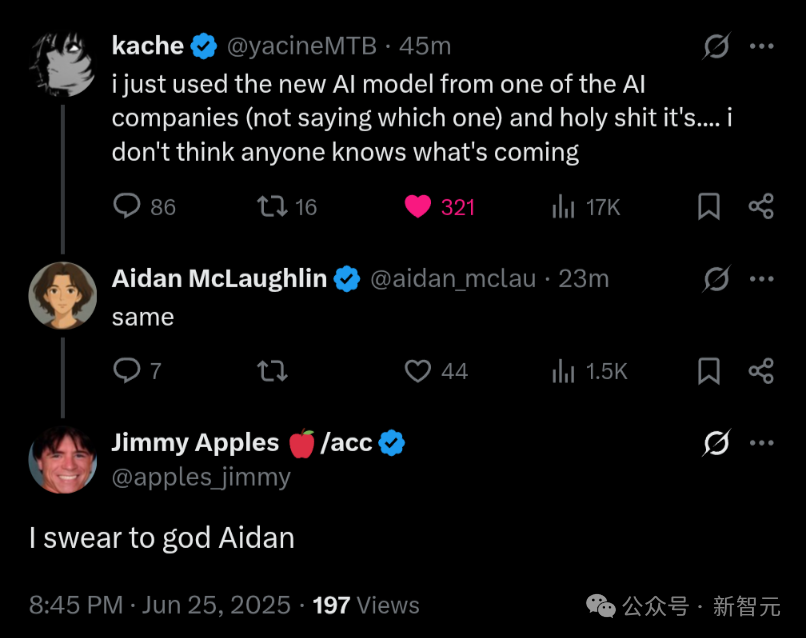 kache @yacineMTB · 45m
i just used the new AI model from one of the AI
companies (not saying which one) and holy shit it's.... i
don't think anyone knows what's coming
86 16 321 17K
Aidan McLaughlin @aidan_mclau · 23m
same
7 44 1.5K
Jimmy Apples 🍎/acc
@apples_jimmy
I swear to god Aidan
8:45 PM · Jun 25, 2025 · 197 Views
公众号 · 新智元